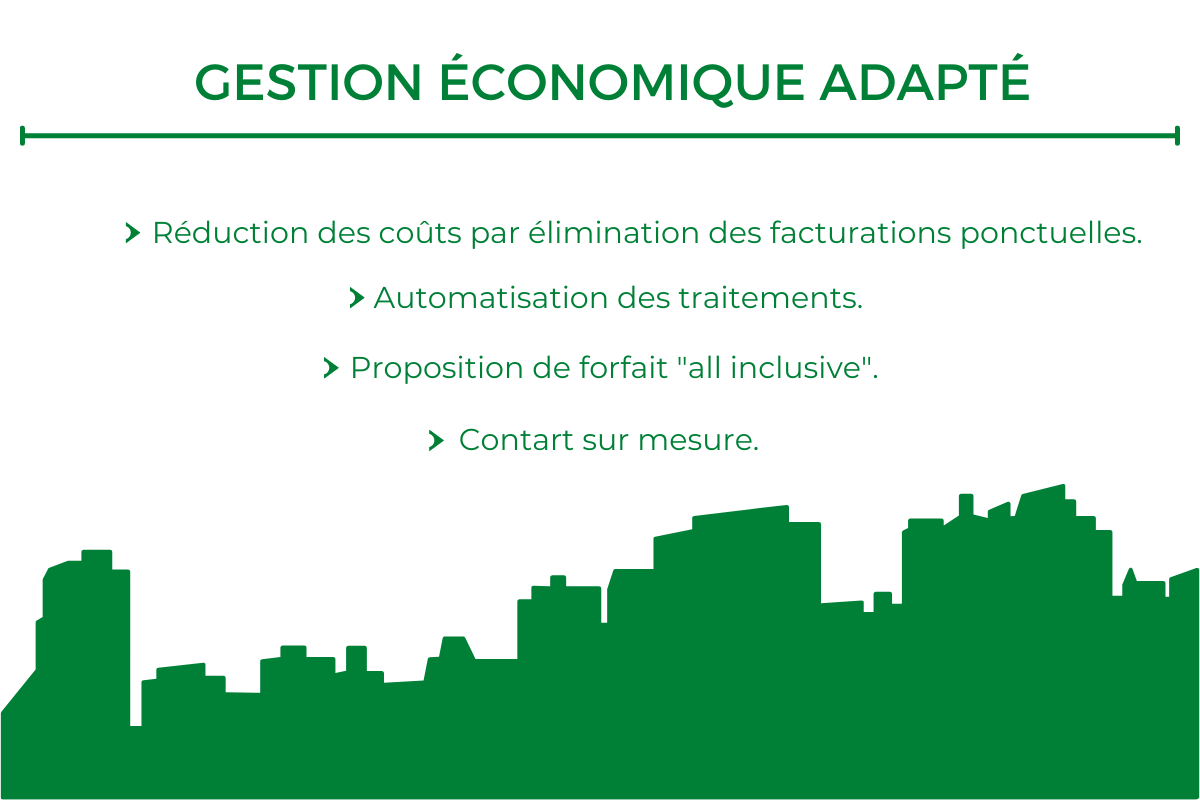 GESTION ÉCONOMIQUE ADAPTÉ
Réduction des coûts par élimination des facturations ponctuelles.
Automatisation des traitements.
Proposition de forfait "all inclusive".
Contart sur mesure.